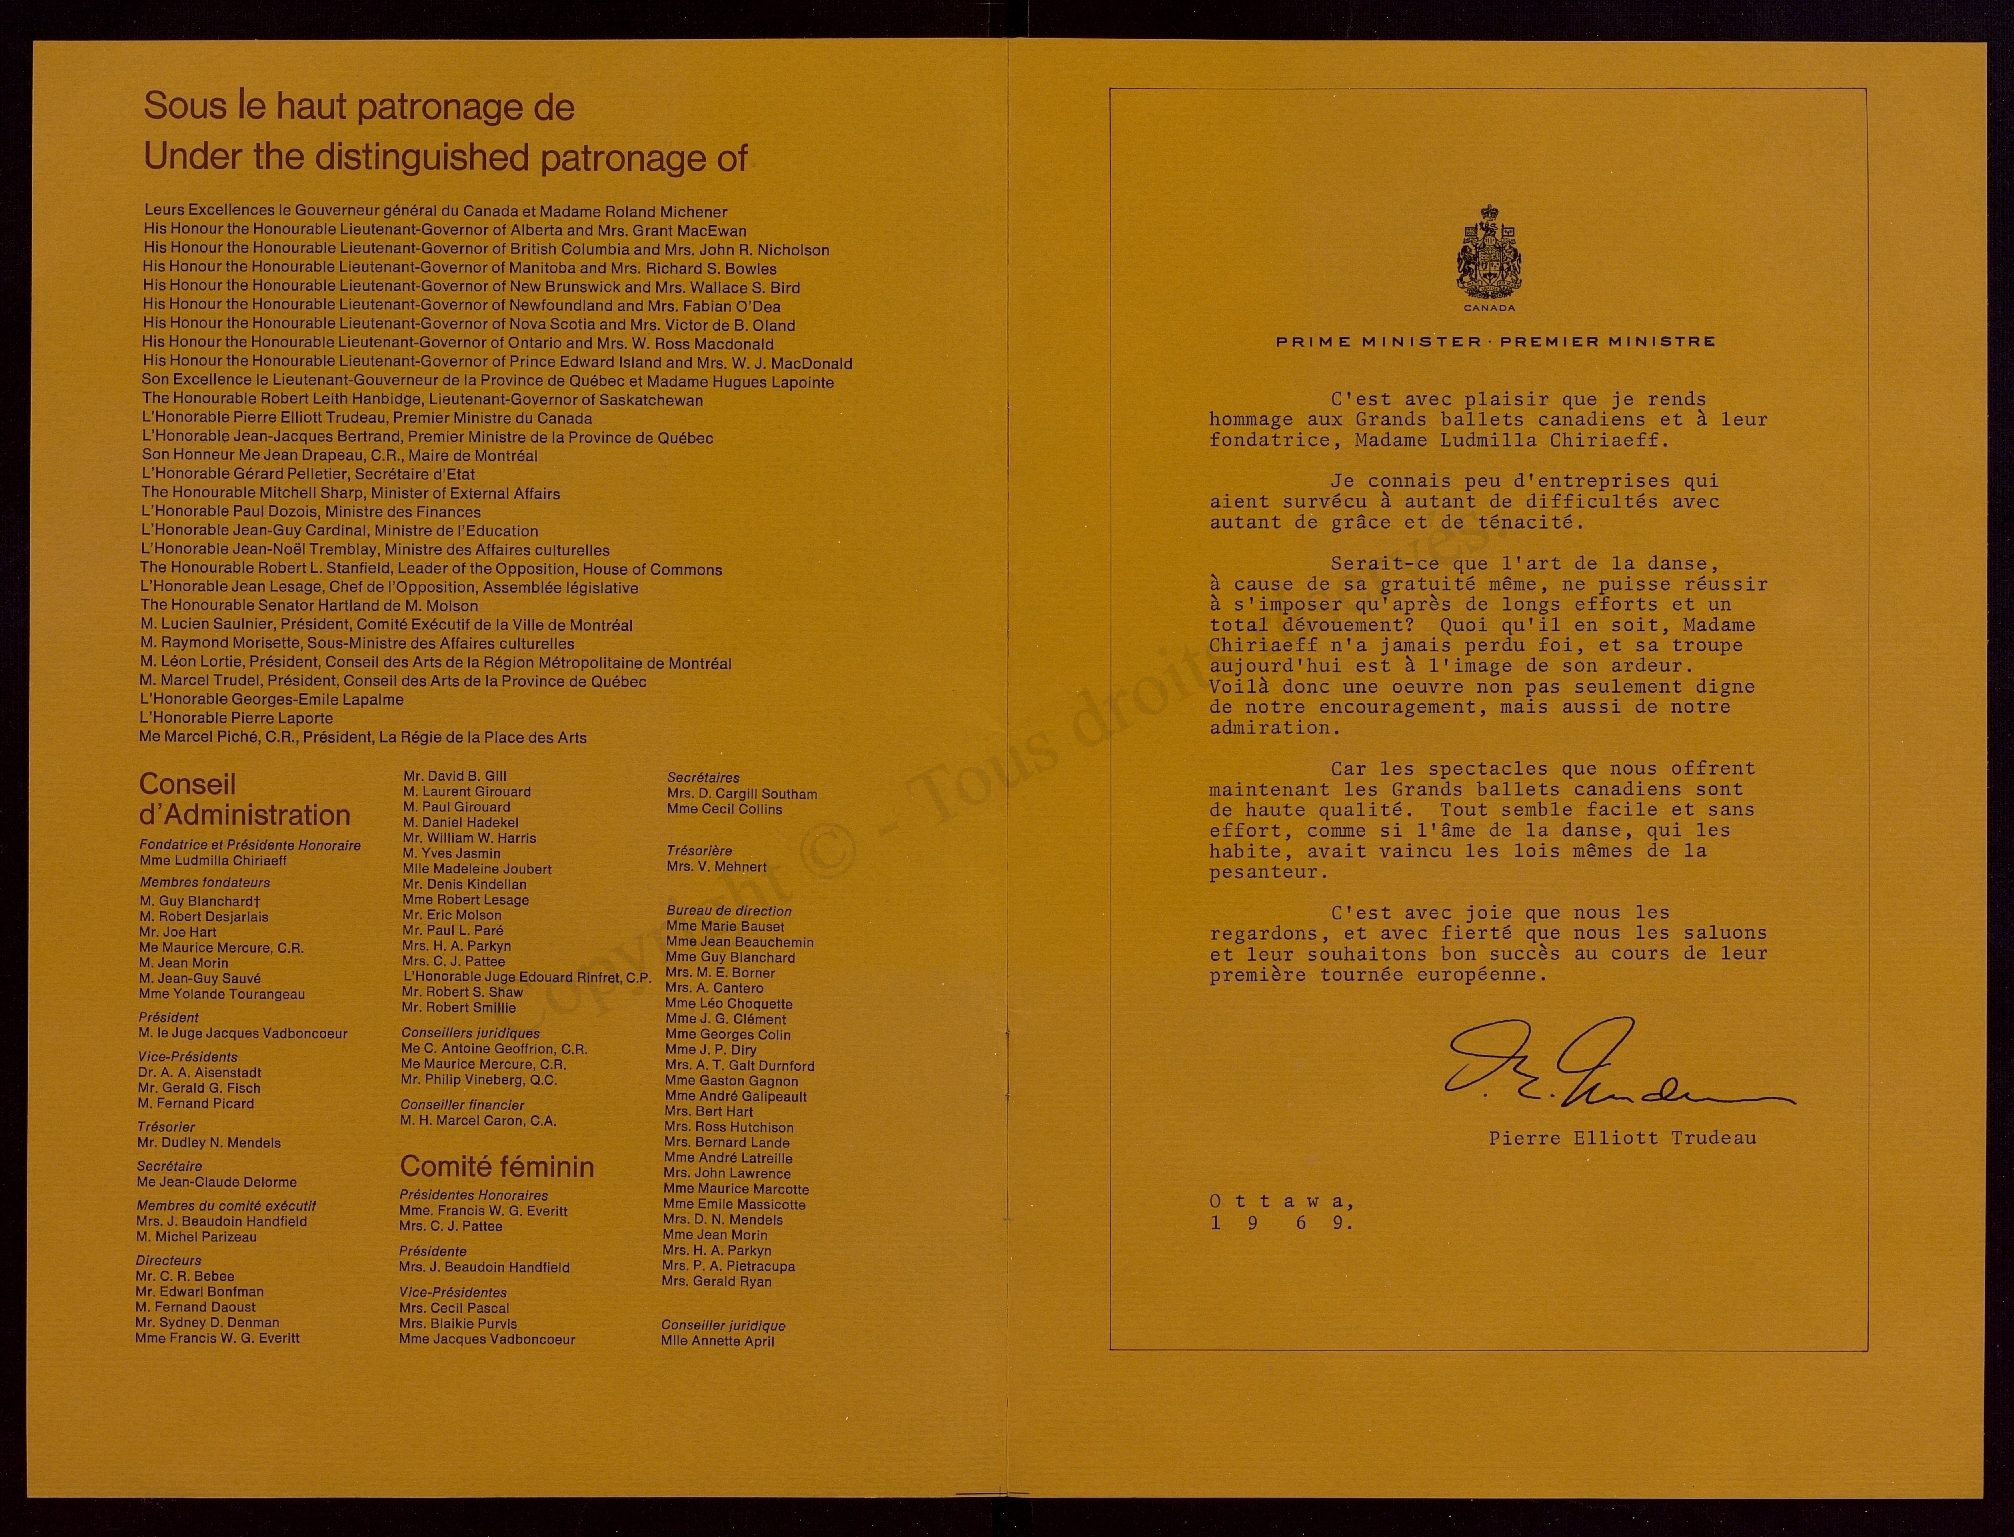 Sous le haut patronage de
Under the distinguished patronage of
Leurs Excellences le Gouverneur général du Canada et Madame Roland Michener
His Honour the Honourable Lieutenant-Governor of Alberta and Mrs. Grant MacEwan
His Honour the Honourable Lieutenant-Governor of British Columbia and Mrs. John R. Nicholson
His Honour the Honourable Lieutenant-Governor of Manitoba and Mrs. Richard S. Bowles
His Honour the Honourable Lieutenant-Governor of New Brunswick and Mrs. Wallace S. Bird
His Honour the Honourable Lieutenant-Governor of Newfoundland and Mrs. Fabian O'Dea
His Honour the Honourable Lieutenant-Governor of Nova Scotia and Mrs. Victor de B. Oland
His Honour the Honourable Lieutenant-Governor of Ontario and Mrs. W. Ross Macdonald
His Honour the Honourable Lieutenant-Governor of Prince Edward Island and Mrs. W. J. MacDonald
Son Excellence le Lieutenant-Gouverneur de la Province de Québec et Madame Hugues Lapointe
The Honourable Robert Leith Hanbidge, Lieutenant-Governor of Saskatchewan
L'Honorable Pierre Elliott Trudeau, Premier Ministre du Canada
L'Honorable Jean-Jacques Bertrand, Premier Ministre de la Province de Québec
Son Honneur Me Jean Drapeau, C.R., Maire de Montréal
L'Honorable Gérard Pelletier, Secrétaire d'Etat
The Honourable Mitchell Sharp, Minister of External Affairs
L'Honorable Paul Dozois, Ministre des Finances
L'Honorable Jean-Guy Cardinal, Ministre de l'Education
L'Honorable Jean-Noël Tremblay, Ministre des Affaires culturelles
The Honourable Robert L. Stanfield, Leader of the Opposition, House of Commons
L'Honorable Jean Lesage, Chef de l'Opposition, Assemblée législative
The Honourable Senator Hartland de M. Molson
M. Lucien Saulnier, Président, Comité Exécutif de la Ville de Montréal
M. Raymond Morisette, Sous-Ministre des Affaires culturelles
M. Léon Lortie, Président, Conseil des Arts de la Région Métropolitaine de Montréal
M. Marcel Trudel, Président, Conseil des Arts de la Province de Québec
L'Honorable Georges-Emile Lapalme
L'Honorable Pierre Laporte
Me Marcel Piché, C.R., Président, La Régie de la Place des Arts
Conseil
d'Administration
Fondatrice et Présidente Honoraire
Mme Ludmilla Chiriaeff
Membres fondateurs
M. Guy Blanchard†
M. Robert Desjarlais
Mr. Joe Hart
Me Maurice Mercure, C.R.
M. Jean Morin
M. Jean-Guy Sauvé
Mme Yolande Tourangeau
Président
M. le Juge Jacques Vadboncoeur
Vice-Présidents
Dr. A. A. Aisenstadt
Mr. Gerald G. Fisch
M. Fernand Picard
Trésorier
Mr. Dudley N. Mendels
Secrétaire
Me Jean-Claude Delorme
Membres du comité exécutif
Mrs. J. Beaudoin Handfield
M. Michel Parizeau
Directeurs
Mr. C. R. Bebee
Mr. Edwarl Bonfman
M. Fernand Daoust
Mr. Sydney D. Denman
Mme Francis W. G. Everitt
Mr. David B. Gill
M. Laurent Girouard
M. Paul Girouard
M. Daniel Hadekel
Mr. William W. Harris
M. Yves Jasmin
Mlle Madeleine Joubert
Mr. Denis Kindellan
Mme Robert Lesage
Mr. Eric Molson
Mr. Paul L. Paré
Mrs. H. A. Parkyn
Mrs. C. J. Pattee
L'Honorable Juge Edouard Rinfret, C.P.
Mr. Robert S. Shaw
Mr. Robert Smillie
Conseillers juridiques
Me C. Antoine Geoffrion, C.R.
Me Maurice Mercure, C.R.
Mr. Philip Vineberg, Q.C.
Conseiller financier
M. H. Marcel Caron, C.A.
Comité féminin
Présidentes Honoraires
Mme. Francis W. G. Everitt
Mrs. C. J. Pattee
Présidente
Mrs. J. Beaudoin Handfield
Vice-Présidentes
Mrs. Cecil Pascal
Mrs. Blaikie Purvis
Mme Jacques Vadboncoeur
Secrétaires
Mrs. D. Cargill Southam
Mme Cecil Collins
Trésorière
Mrs. V. Mehnert
Bureau de direction
Mme Marie Bauset
Mme Jean Beauchemin
Mme Guy Blanchard
Mrs. M. E. Borner
Mrs. A. Cantero
Mme Léo Choquette
Mme J. G. Clément
Mme Georges Colin
Mme J. P. Diry
Mrs. A. T. Galt Durnford
Mme Gaston Gagnon
Mme André Galipeault
Mrs. Bert Hart
Mrs. Ross Hutchison
Mrs. Bernard Lande
Mme André Latreille
Mrs. John Lawrence
Mme Maurice Marcotte
Mme Emile Massicotte
Mrs. D. N. Mendels
Mme Jean Morin
Mrs. H. A. Parkyn
Mrs. P. A. Pietracupa
Mrs. Gerald Ryan
Conseiller juridique
Mlle Annette April
CANADA
PRIME MINISTER · PREMIER MINISTRE
C'est avec plaisir que je rends
hommage aux Grands ballets canadiens et à leur
fondatrice, Madame Ludmilla Chiriaeff.
Je connais peu d'entreprises qui
aient survécu à autant de difficultés avec
autant de grâce et de ténacité.
Serait-ce que l'art de la danse,
à cause de sa gratuité même, ne puisse réussir
à s'imposer qu'après de longs efforts et un
total dévouement? Quoi qu'il en soit, Madame
Chiriaeff n'a jamais perdu foi, et sa troupe
aujourd'hui est à l'image de son ardeur.
Voilà donc une oeuvre non pas seulement digne
de notre encouragement, mais aussi de notre
admiration.
Car les spectacles que nous offrent
maintenant les Grands ballets canadiens sont
de haute qualité. Tout semble facile et sans
effort, comme si l'âme de la danse, qui les
habite, avait vaincu les lois mêmes de la
pesanteur.
C'est avec joie que nous les
regardons, et avec fierté que nous les saluons
et leur souhaitons bon succès au cours de leur
première tournée européenne.
P. E. Trudeau
Pierre Elliott Trudeau
Ottawa,
1969.
Copyright © - Tous droits réservés.